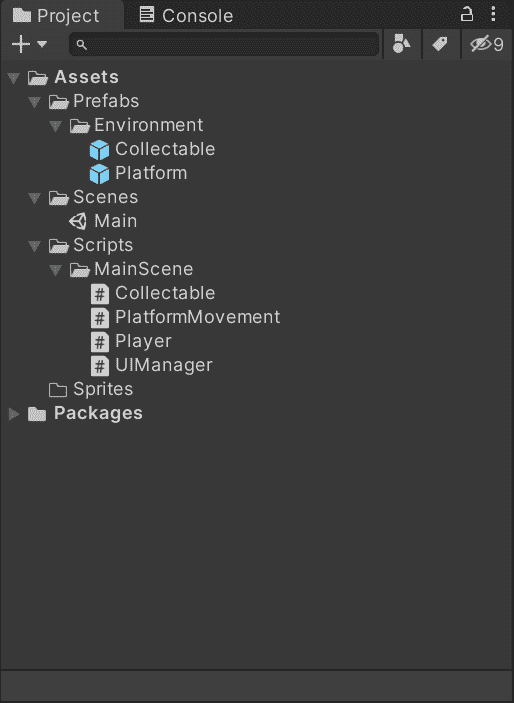 Project Console
9
Assets
Prefabs
Environment
Collectable
Platform
Scenes
Main
Scripts
MainScene
# Collectable
# PlatformMovement
# Player
# UIManager
Sprites
Packages